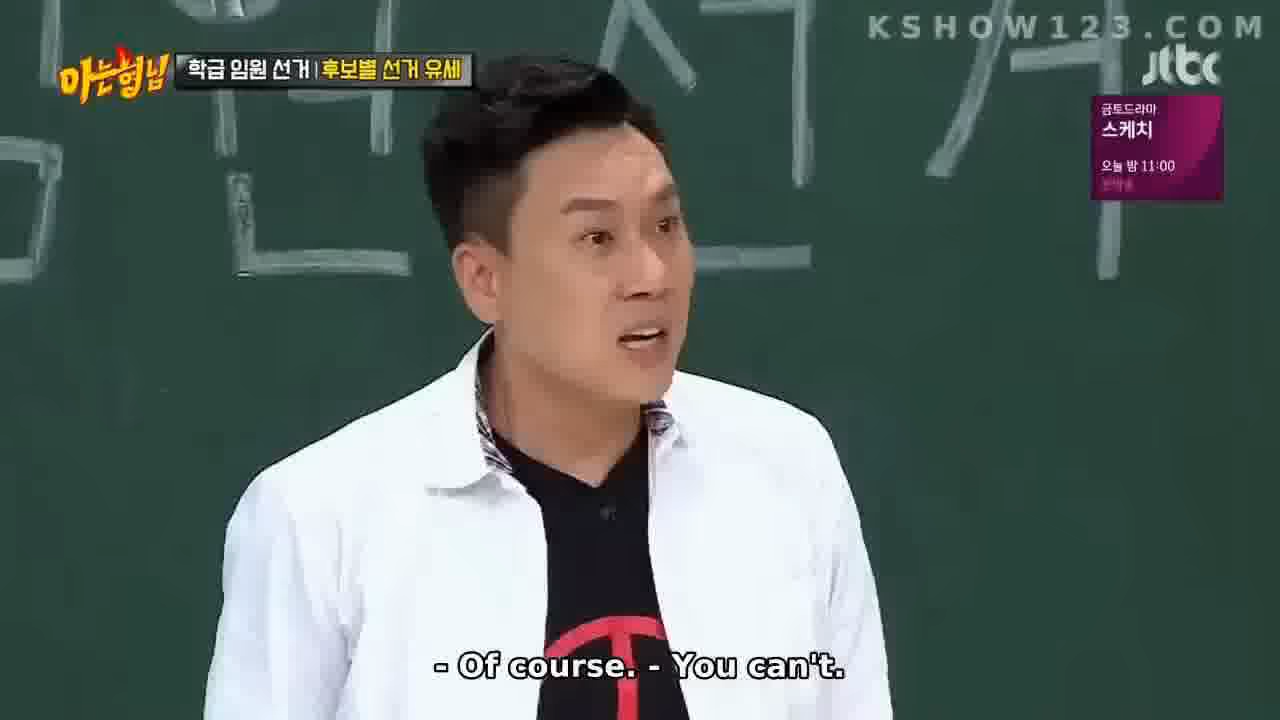 KSHOW123.COM
아는형님
학급 임원 선거 | 후보별 선거 유세
jtbc
금토드라마
스케치
오늘 밤 11:00
- Of course. - You can't.